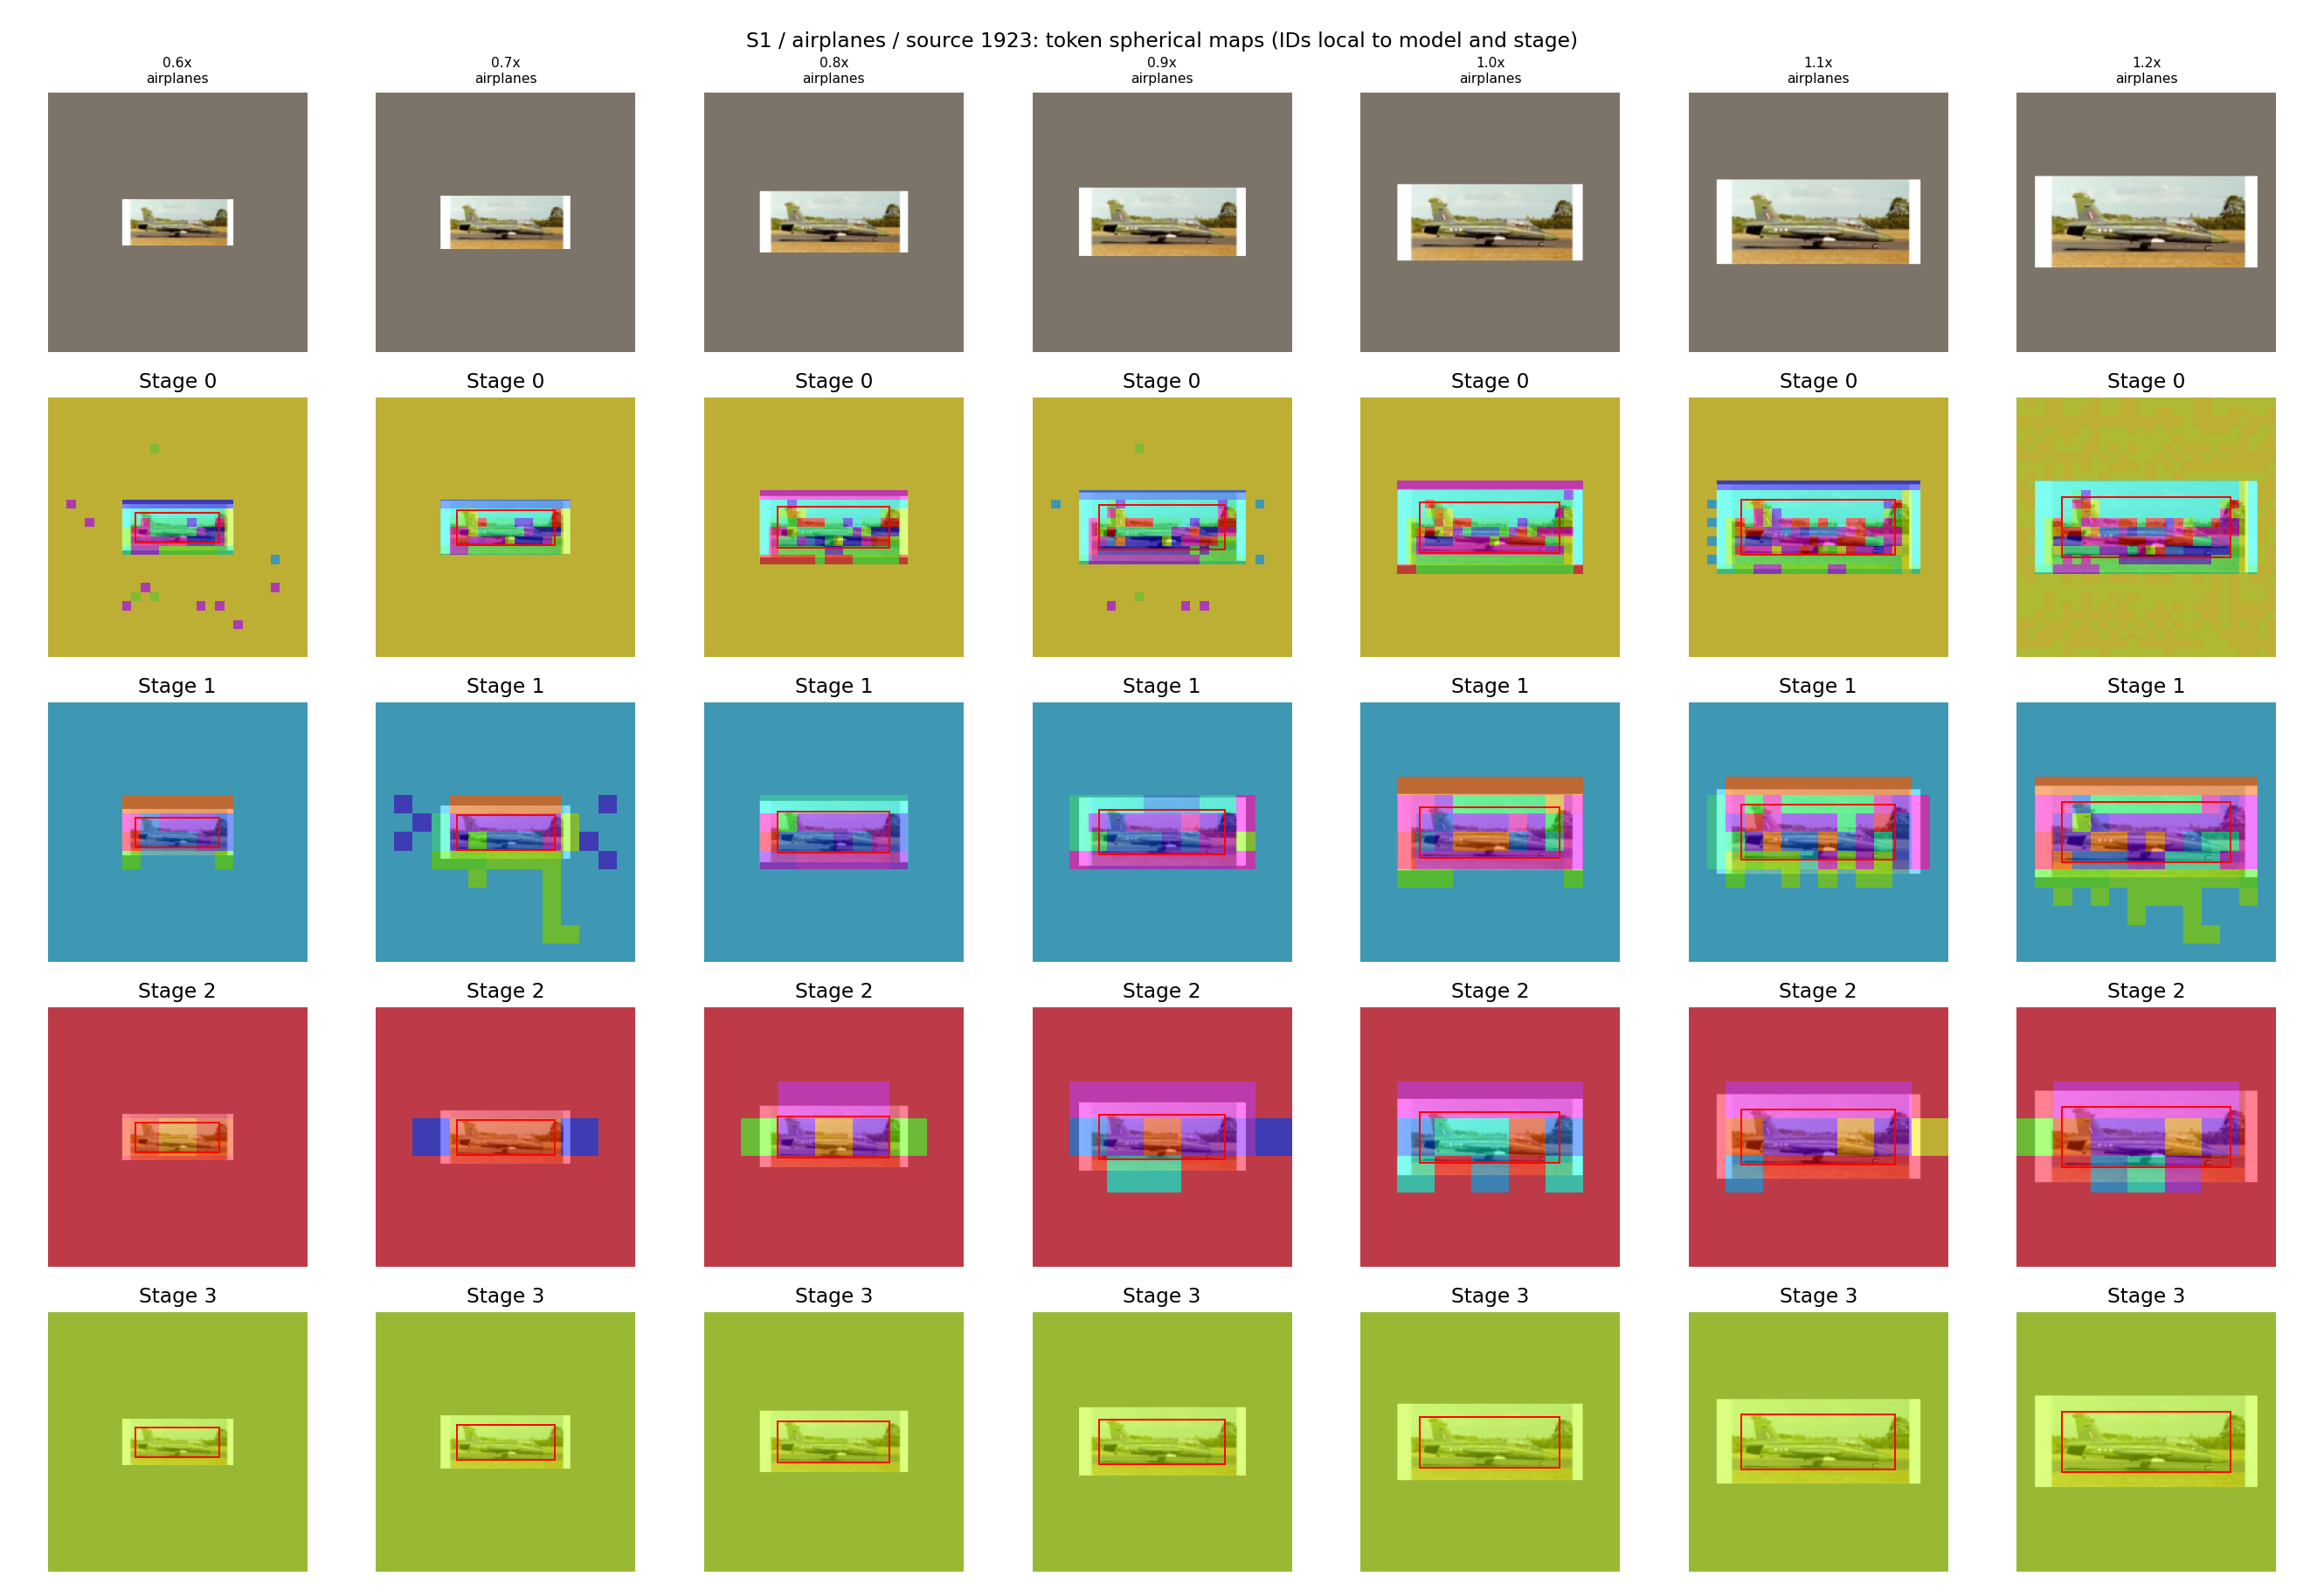 S1 / airplanes / source 1923: token spherical maps (IDs local to model and stage)
0.6x 0.7x 0.8x 0.9x 1.0x 1.1x 1.2x
airplanes airplanes airplanes airplanes airplanes airplanes airplanes
Stage 0 Stage 0 Stage 0 Stage 0 Stage 0 Stage 0 Stage 0
Stage 1 Stage 1 Stage 1 Stage 1 Stage 1 Stage 1 Stage 1
Stage 2 Stage 2 Stage 2 Stage 2 Stage 2 Stage 2 Stage 2
Stage 3 Stage 3 Stage 3 Stage 3 Stage 3 Stage 3 Stage 3